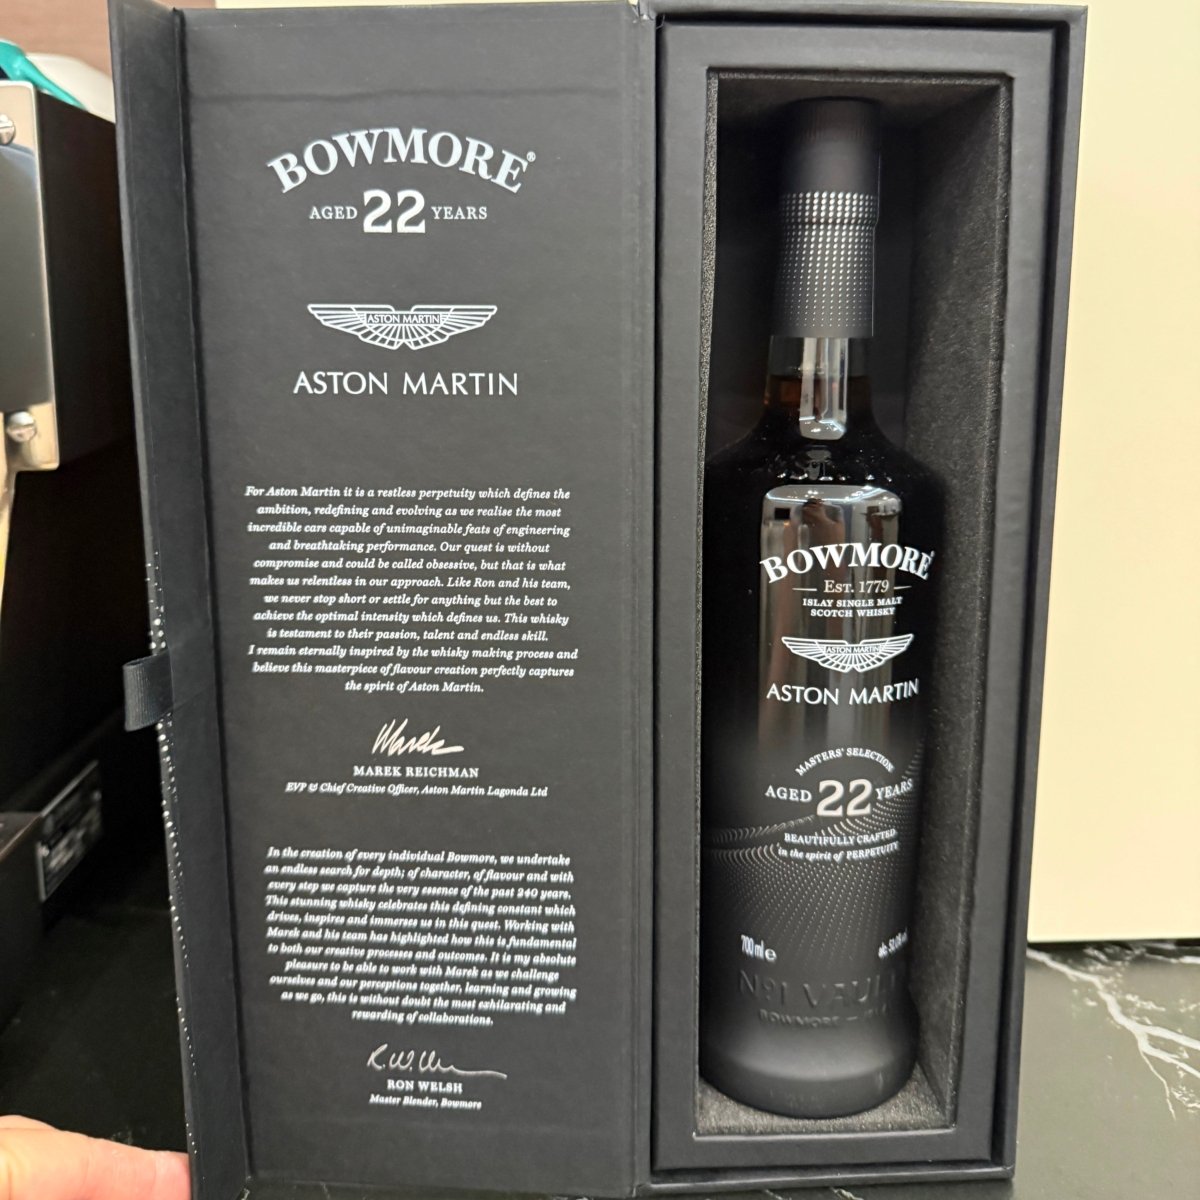 BOWMORE®
AGED 22 YEARS
ASTON MARTIN
ASTON MARTIN
For Aston Martin it is a restless perpetuity which defines the
ambition, redefining and evolving as we realise the most
incredible cars capable of unimaginable feats of engineering
and breathtaking performance. Our quest is without
compromise and could be called obsessive, but that is what
makes us relentless in our approach. Like Ron and his team,
we never stop short or settle for anything but the best to
achieve the optimal intensity which defines us. This whisky
is testament to their passion, talent and endless skill.
I remain eternally inspired by the whisky making process and
believe this masterpiece of flavour creation perfectly captures
the spirit of Aston Martin.
Marek
MAREK REICHMAN
EVP & Chief Creative Officer, Aston Martin Lagonda Ltd
In the creation of every individual Bowmore, we undertake
an endless search for depth; of character, of flavour and with
every step we capture the very essence of the past 240 years.
This stunning whisky celebrates this defining constant which
drives, inspires and immerses us in this quest. Working with
Marek and his team has highlighted how this is fundamental
to both our creative processes and outcomes. It is my absolute
pleasure to be able to work with Marek as we challenge
ourselves and our perceptions together, learning and growing
as we go, this is without doubt the most exhilarating and
rewarding of collaborations.
RON WELSH
Master Blender, Bowmore
BOWMORE®
EST. 1779
ISLAY SINGLE MALT
SCOTCH WHISKY
ASTON MARTIN
ASTON MARTIN
MASTERS' SELECTION
AGED 22 YEARS
BEAUTIFULLY CRAFTED
in the spirit of PERPETUITY
700 ml e
Nº1 VAULT
BOWMORE